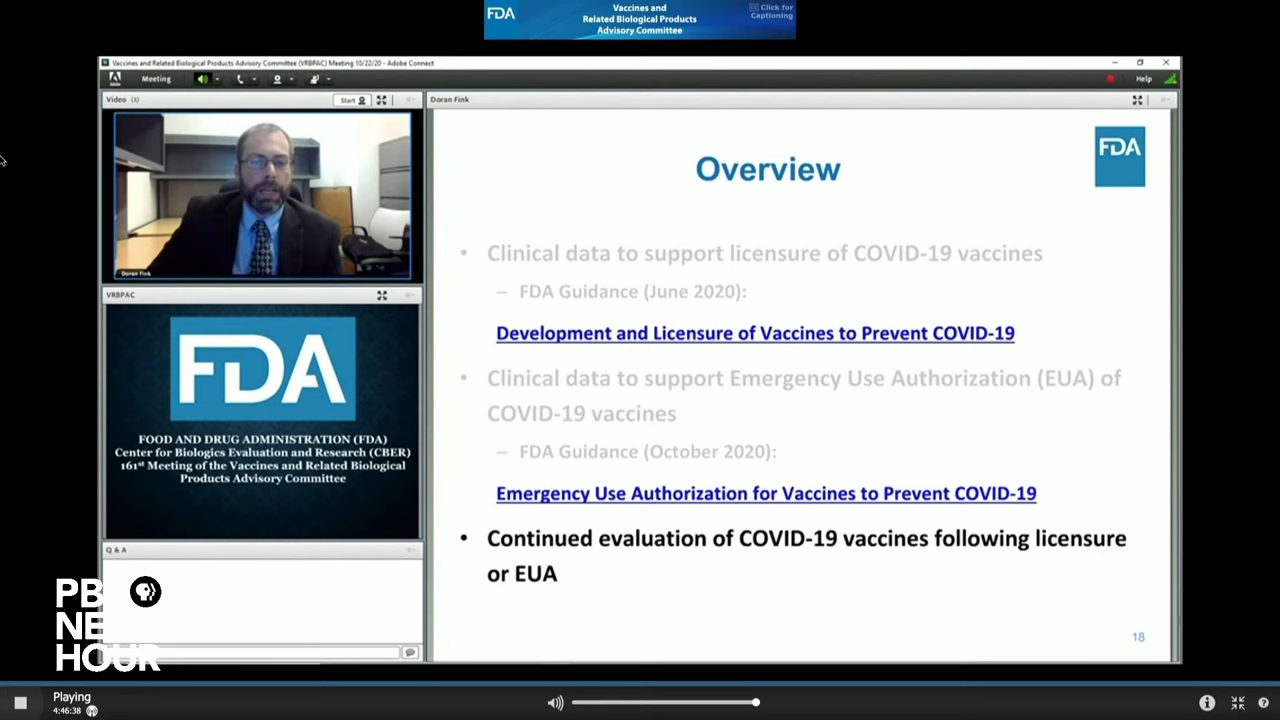 FDA
Vaccines and
Related Biological Products
Advisory Committee
CC Click for
Captioning
Vaccines and Related Biological Products Advisory Committee (VRBPAC) Meeting 10/22/20 - Adobe Connect
Meeting
Help
Video (1)
Start
Doran Fink
Doran Fink
VRBPAC
FDA
FOOD AND DRUG ADMINISTRATION (FDA)
Center for Biologics Evaluation and Research (CBER)
161st Meeting of the Vaccines and Related Biological
Products Advisory Committee
Q & A
FDA
Overview
• Clinical data to support licensure of COVID-19 vaccines
– FDA Guidance (June 2020):
Development and Licensure of Vaccines to Prevent COVID-19
• Clinical data to support Emergency Use Authorization (EUA) of
COVID-19 vaccines
– FDA Guidance (October 2020):
Emergency Use Authorization for Vaccines to Prevent COVID-19
• Continued evaluation of COVID-19 vaccines following licensure
or EUA
18
PBS
NEWS
HOUR
Playing
4:46:38